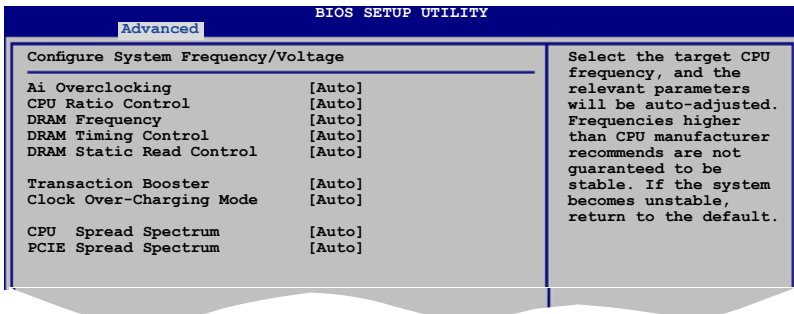 BIOS SETUP UTILITY
Advanced
Configure System Frequency/Voltage
Ai Overclocking [Auto]
CPU Ratio Control [Auto]
DRAM Frequency [Auto]
DRAM Timing Control [Auto]
DRAM Static Read Control [Auto]
Transaction Booster [Auto]
Clock Over-Charging Mode [Auto]
CPU Spread Spectrum [Auto]
PCIE Spread Spectrum [Auto]
Select the target CPU
frequency, and the
relevant parameters
will be auto-adjusted.
Frequencies higher
than CPU manufacturer
recommends are not
guaranteed to be
stable. If the system
becomes unstable,
return to the default.